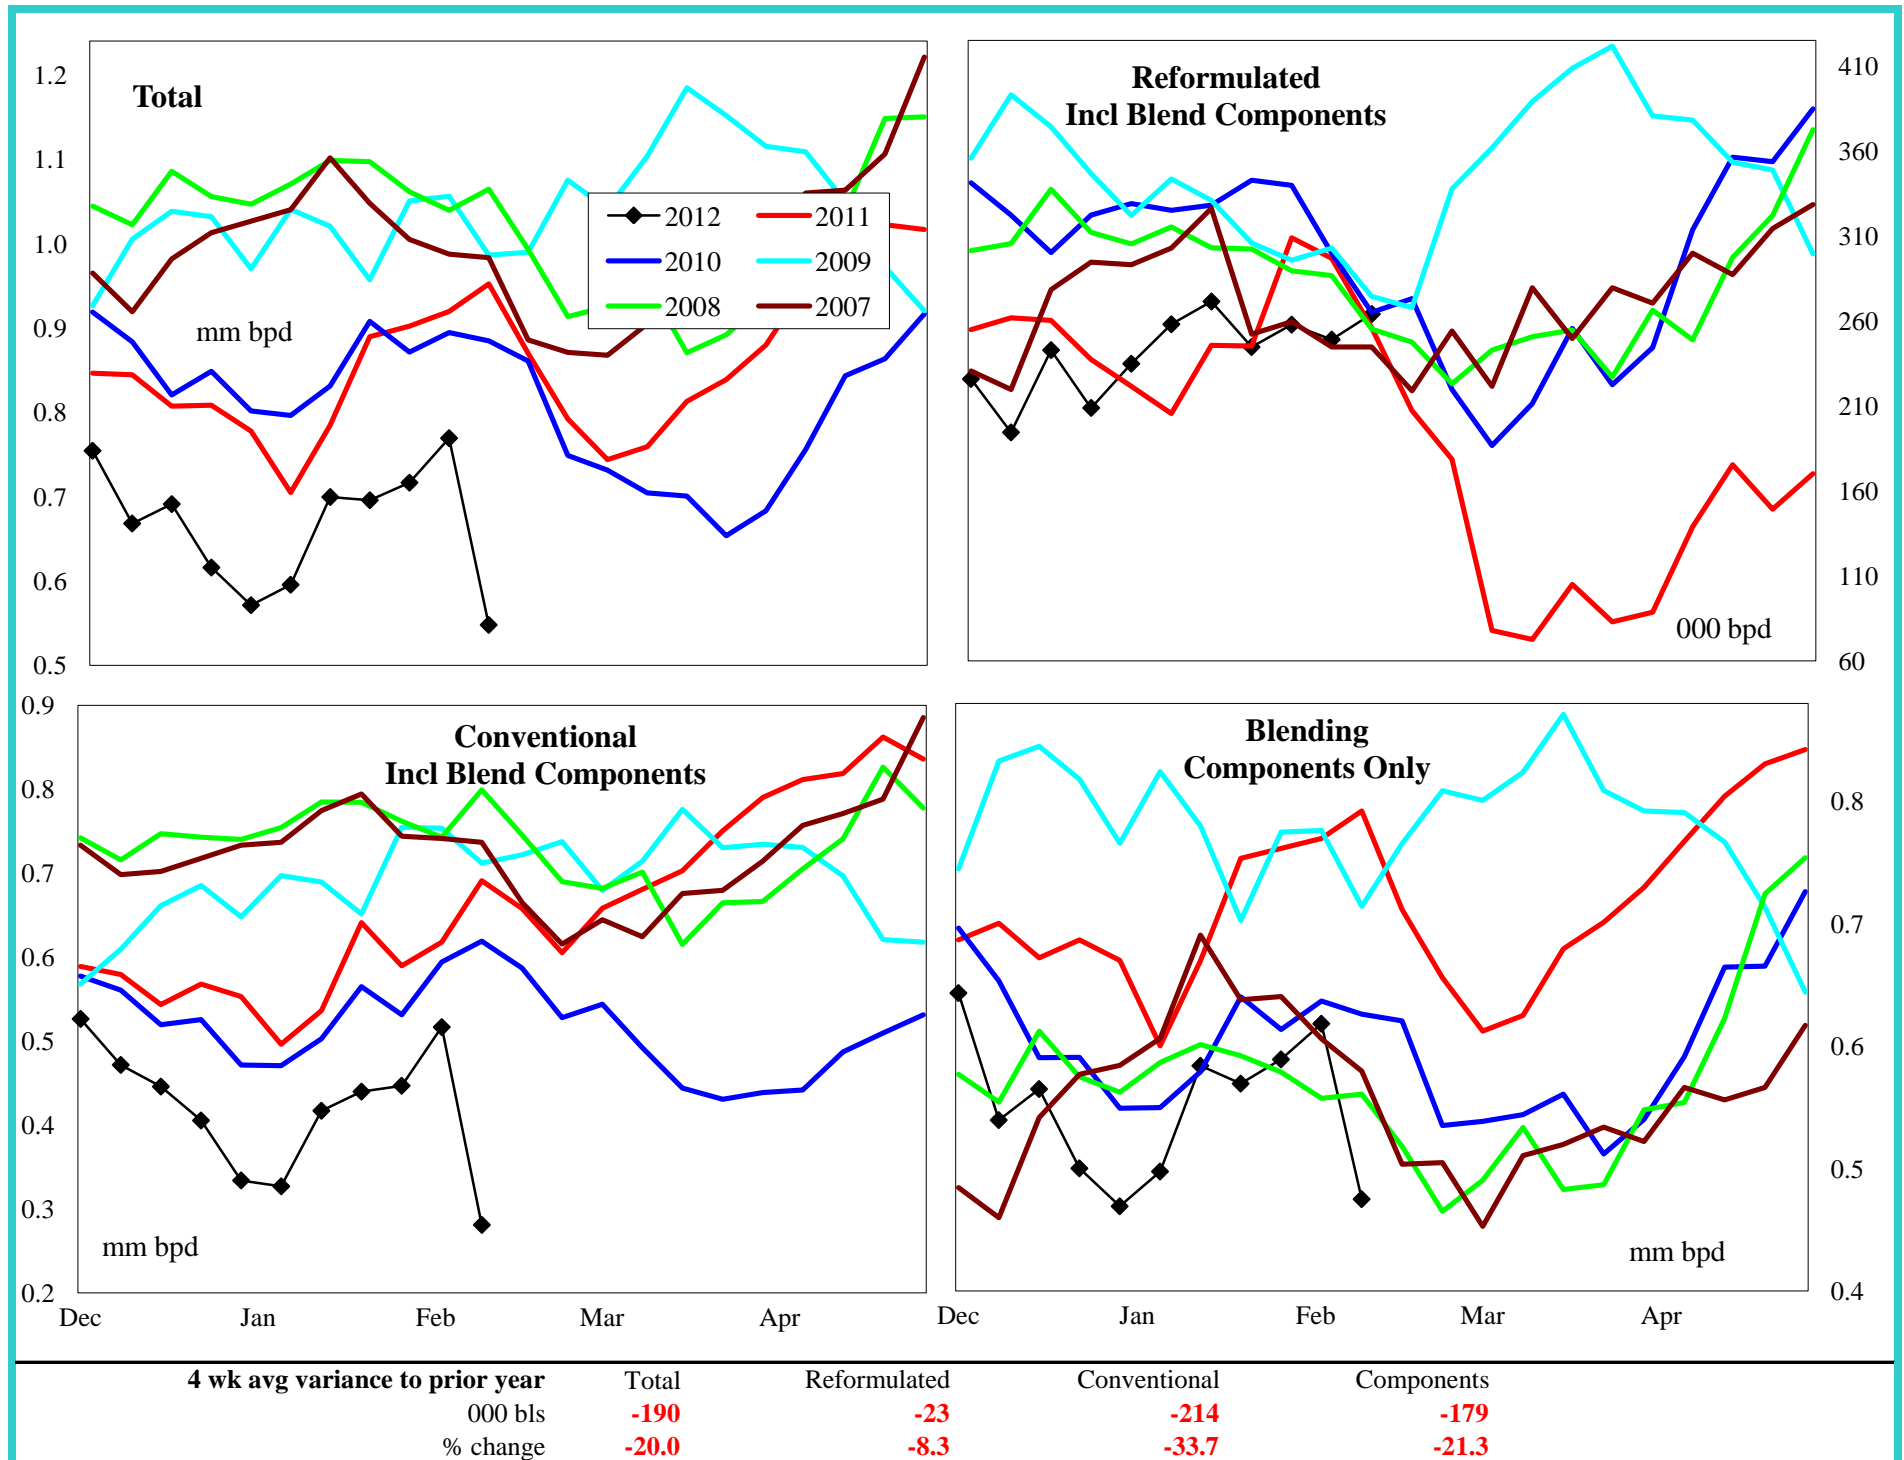 Total
mm bpd
1.2
1.1
1.0
0.9
0.8
0.7
0.6
0.5
2012 2011
2010 2009
2008 2007
Reformulated
Incl Blend Components
000 bpd
410
360
310
260
210
160
110
60
Conventional
Incl Blend Components
mm bpd
0.9
0.8
0.7
0.6
0.5
0.4
0.3
0.2
Dec Jan Feb Mar Apr
Blending
Components Only
mm bpd
0.8
0.7
0.6
0.5
0.4
Dec Jan Feb Mar Apr
4 wk avg variance to prior year Total Reformulated Conventional Components
000 bls -190 -23 -214 -179
% change -20.0 -8.3 -33.7 -21.3